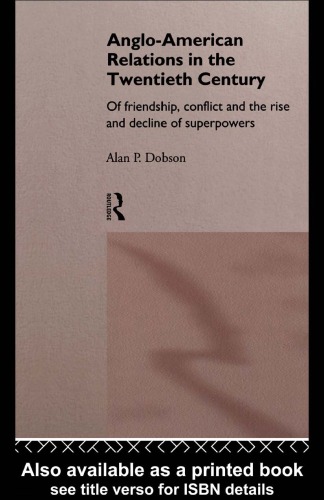 Anglo-American
Relations in the
Twentieth Century
Of friendship, conflict and the rise
and decline of superpowers
Alan P. Dobson
ROUTLEDGE
Also available as a printed book
see title verso for ISBN details